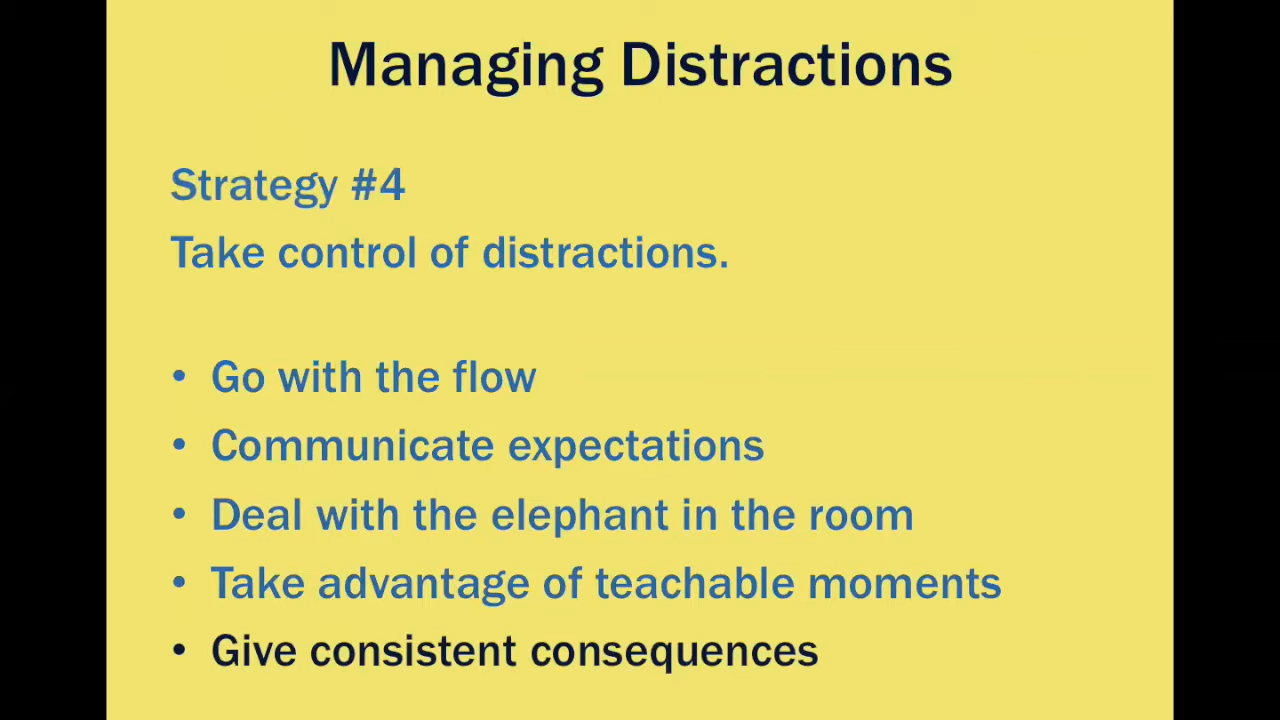 Managing Distractions
Strategy #4
Take control of distractions.
• Go with the flow
• Communicate expectations
• Deal with the elephant in the room
• Take advantage of teachable moments
• Give consistent consequences